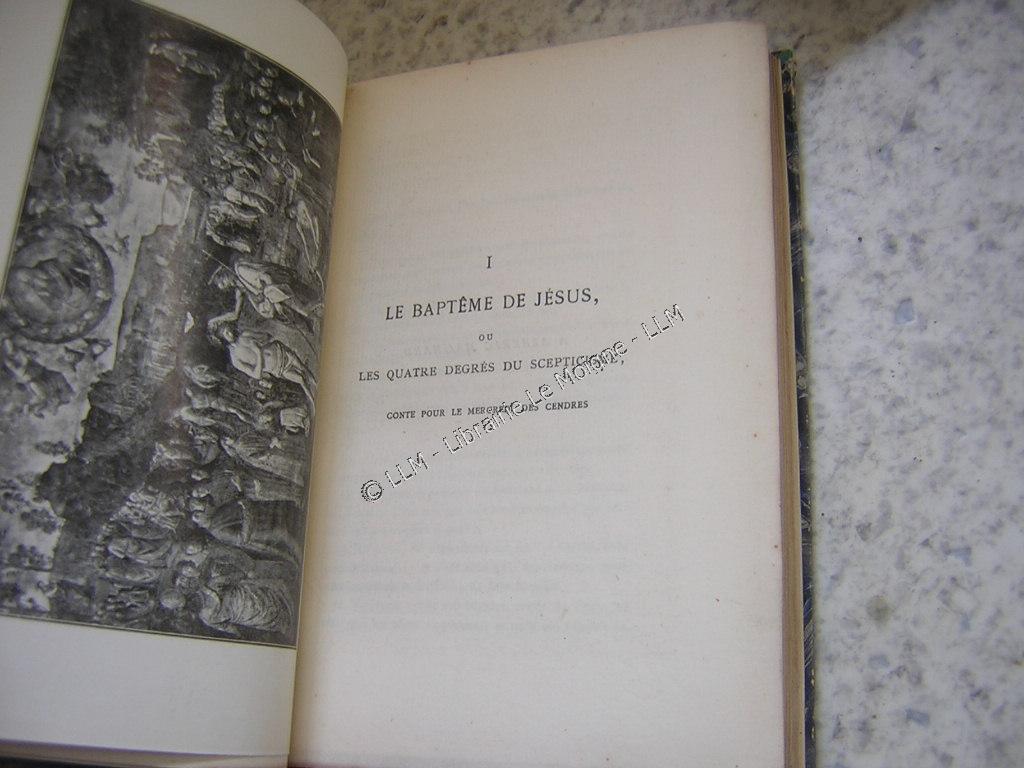 I
LE BAPTÊME DE JÉSUS,
OU
LES QUATRE DEGRÉS DU SCEPTICISME,
CONTE POUR LE MERCREDI DES CENDRES
© LLM - Librairie Le Moigne - LLM